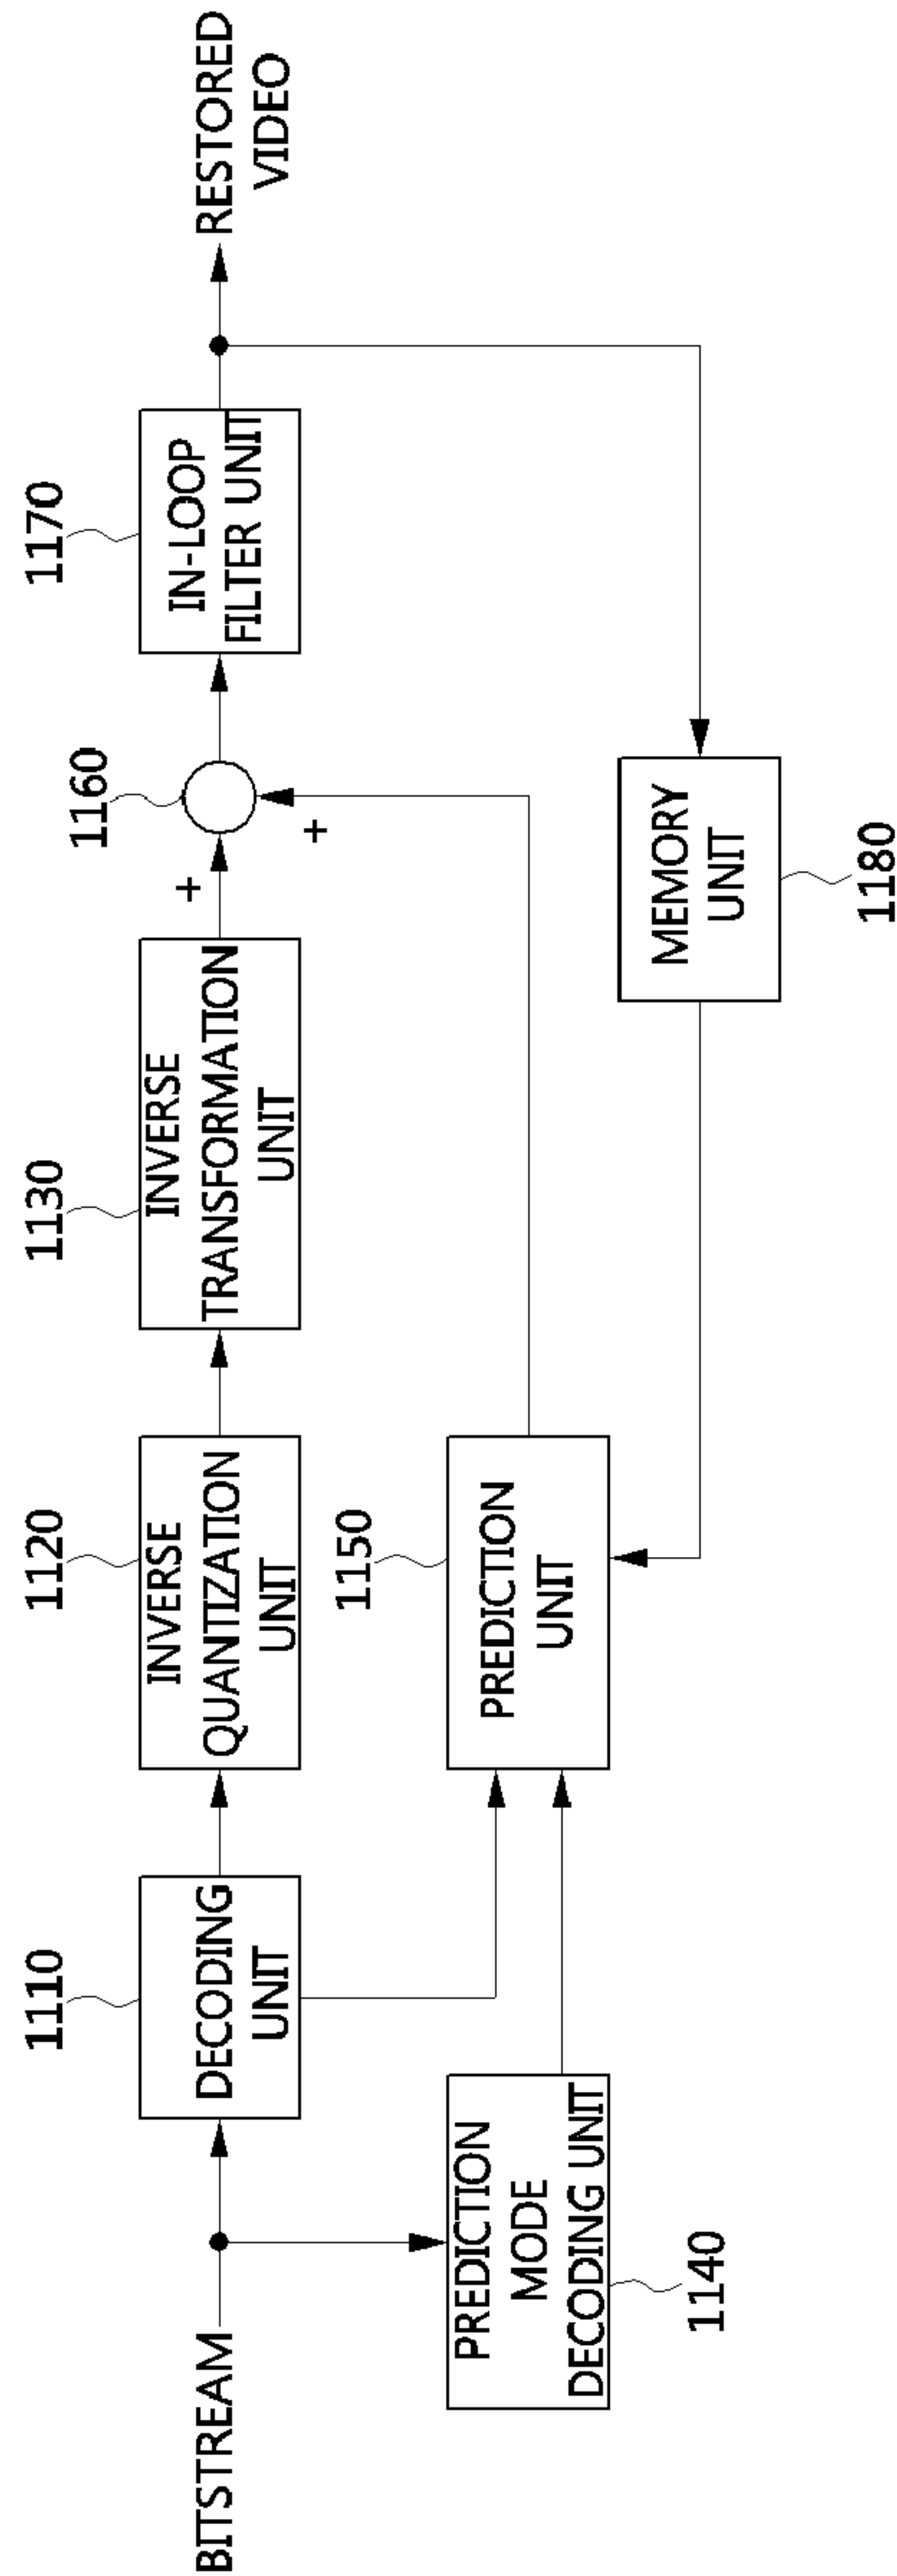 BITSTREAM
1110
DECODING
UNIT
1120
INVERSE
QUANTIZATION
UNIT
1130
INVERSE
TRANSFORMATION
UNIT
+
1160
+
1170
IN-LOOP
FILTER UNIT
RESTORED
VIDEO
PREDICTION
MODE
DECODING UNIT
1140
1150
PREDICTION
UNIT
MEMORY
UNIT
1180